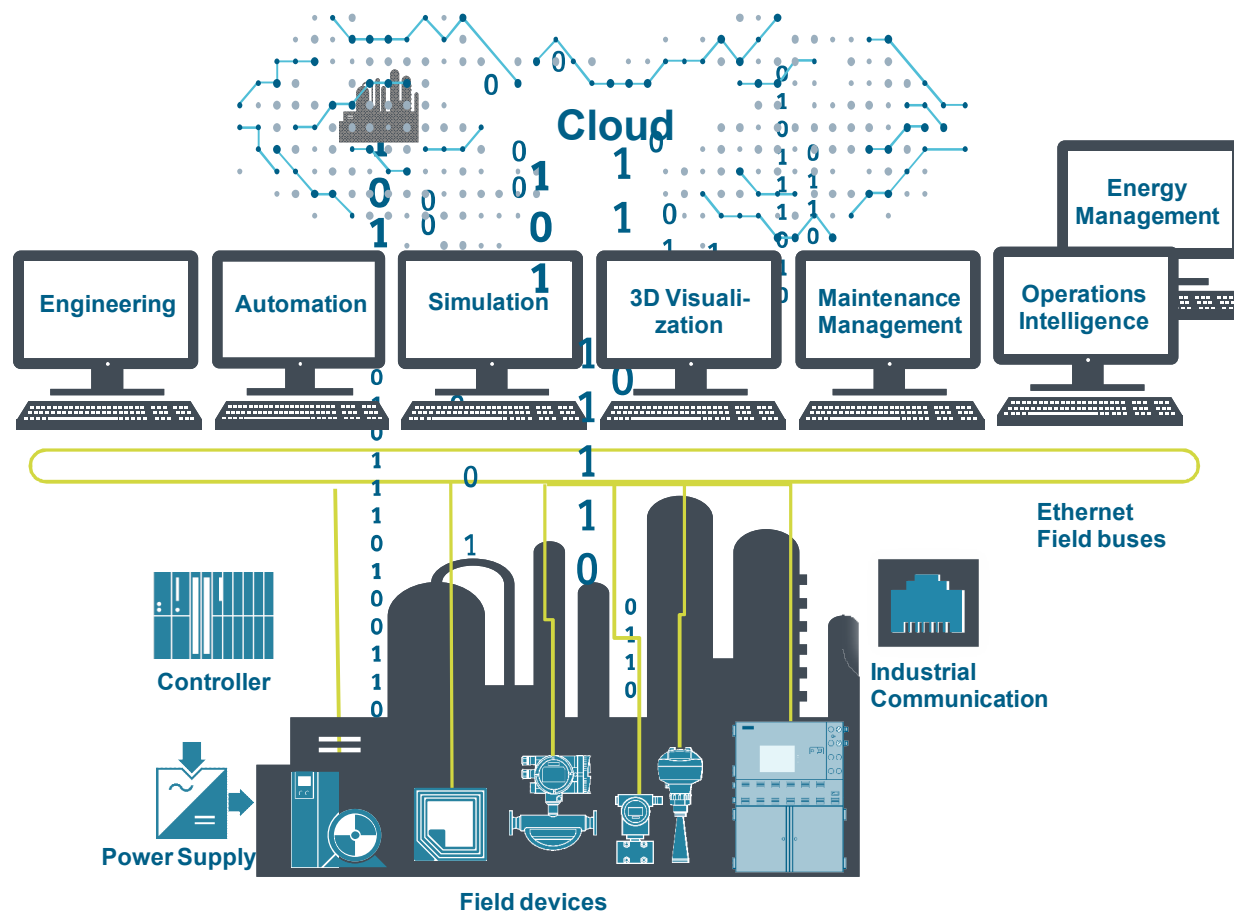 Cloud
Energy
Management
Engineering
Automation
Simulation
3D Visuali-
zation
Maintenance
Management
Operations
Intelligence
Ethernet
Field buses
Controller
Industrial
Communication
Power Supply
Field devices